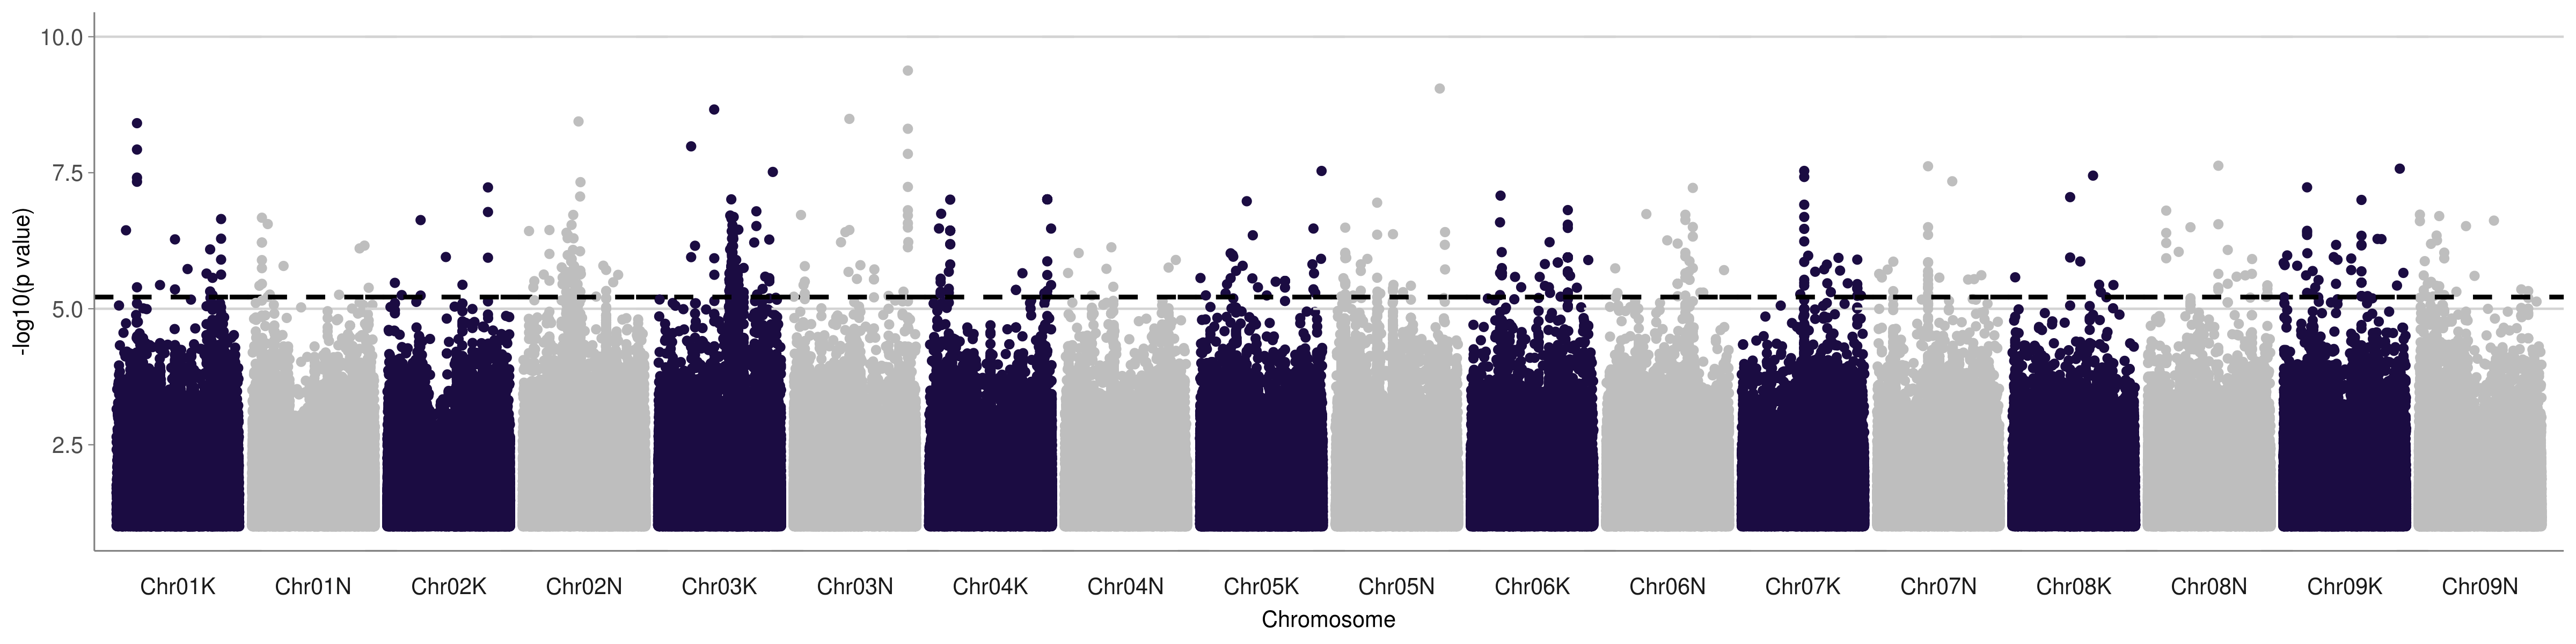 10.0
7.5
5.0
2.5
-log10(p value)
Chr01K Chr01N Chr02K Chr02N Chr03K Chr03N Chr04K Chr04N Chr05K Chr05N Chr06K Chr06N Chr07K Chr07N Chr08K Chr08N Chr09K Chr09N
Chromosome